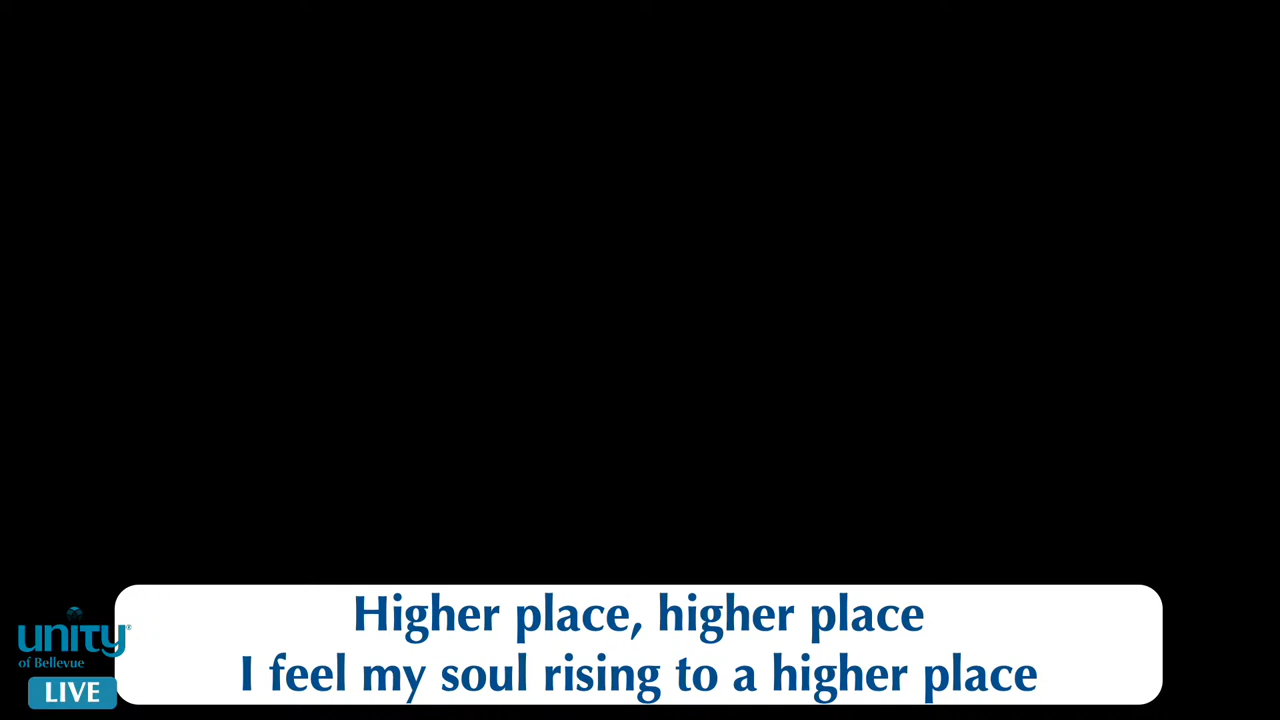 Higher place, higher place
I feel my soul rising to a higher place
unity®
of Bellevue
LIVE